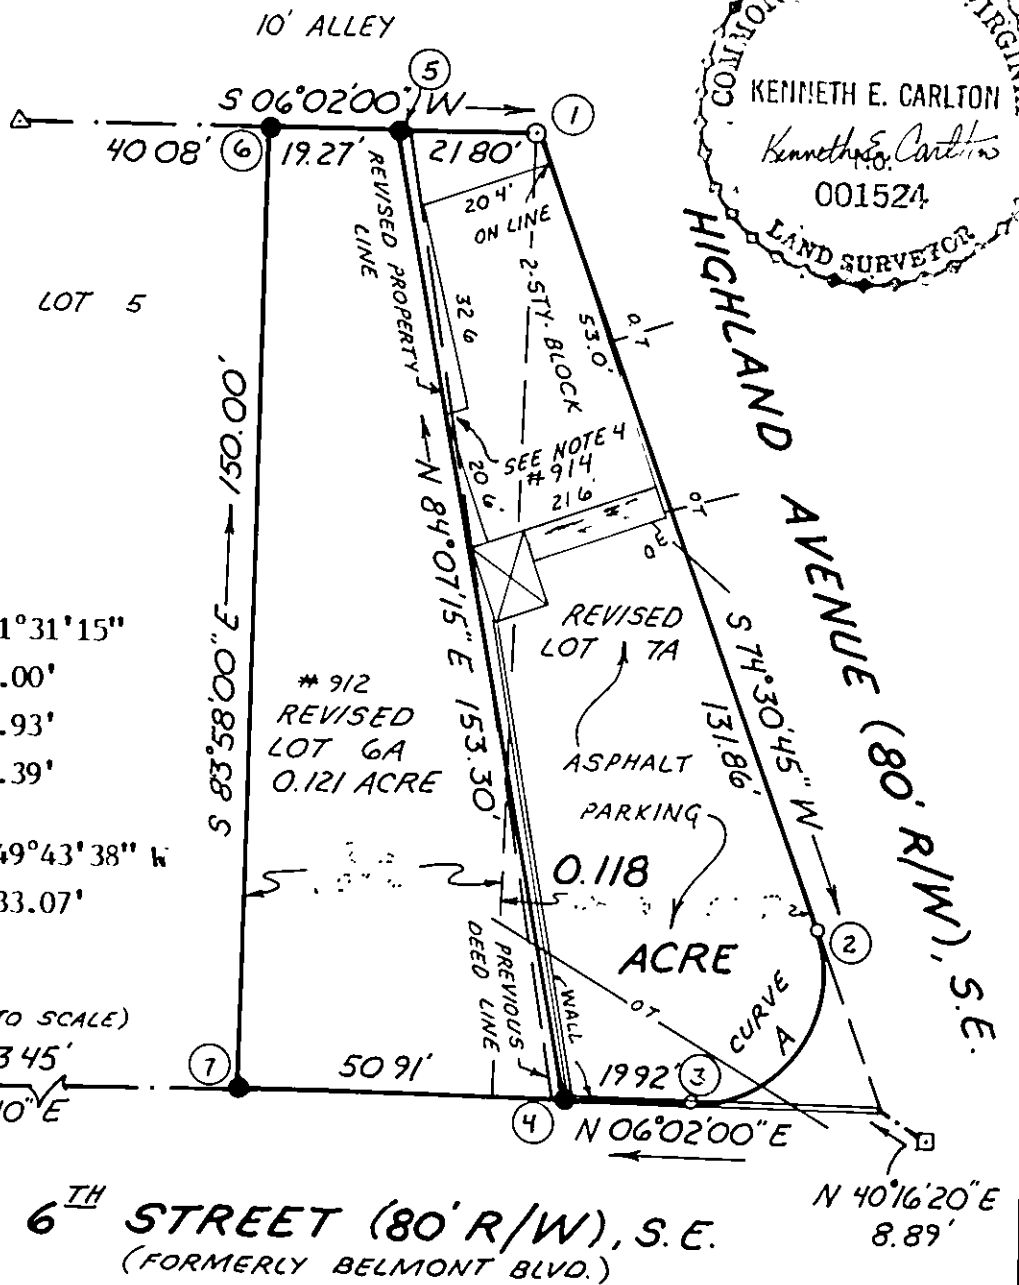 10' ALLEY
COMMON
VIRGINIA
KENNETH E. CARLTON
Kenneth E. Carlton
NO.
001524
LAND SURVEYOR
S 06°02'00" W
5
1
40 08'
6
19.27'
21 80'
REVISED PROPERTY
LINE
20 4'
ON LINE
LOT 5
32 6
2-STY- BLOCK
53.0'
O T
HIGHLAND AVENUE (80' R/W), S.E.
S 83°58'00" E 150.00'
SEE NOTE 4
# 914
20 6
21 6
OT
N 84°07'15" E 153.30'
S 74°30'45" W
131.86'
1°31'15"
.00'
.93'
.39'
49°43'38" W
33.07'
# 912
REVISED
LOT 6A
0.121 ACRE
REVISED
LOT 7A
ASPHALT
PARKING
0.118
ACRE
2
PREVIOUS
DEED LINE
WALL
OT
CURVE
A
TO SCALE)
3 45'
10" E
7
50 91'
19 92'
3
4
N 06°02'00" E
N 40°16'20" E
8.89'
6TH STREET (80' R/W), S.E.
(FORMERLY BELMONT BLVD.)